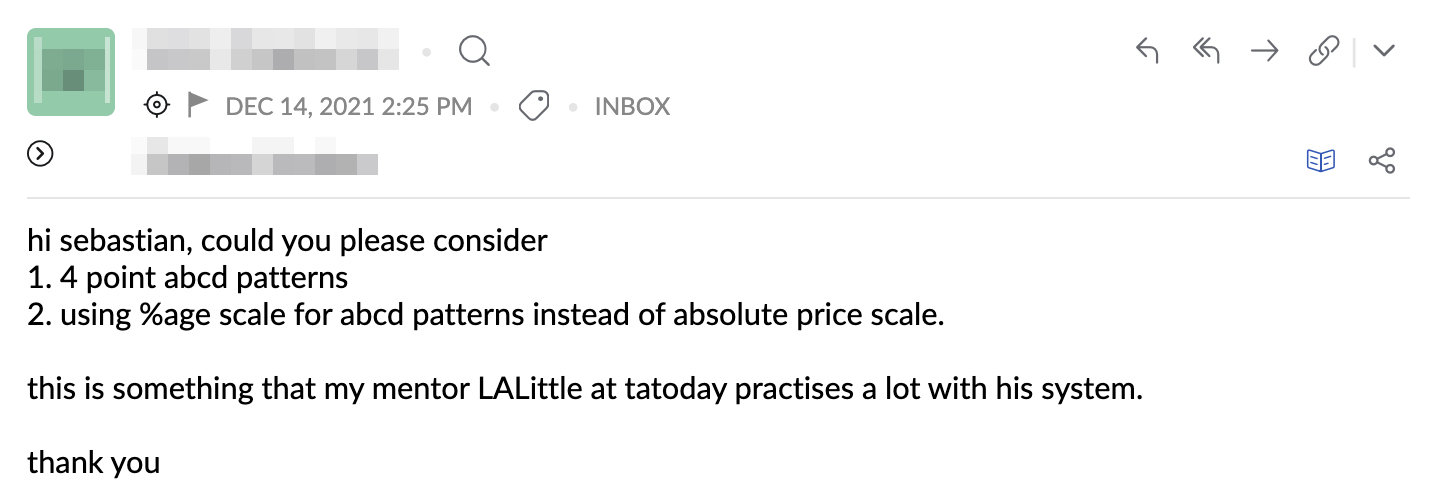 DEC 14, 2021 2:25 PM
INBOX
hi sebastian, could you please consider
1. 4 point abcd patterns
2. using %age scale for abcd patterns instead of absolute price scale.
this is something that my mentor LALittle at tatoday practises a lot with his system.
thank you